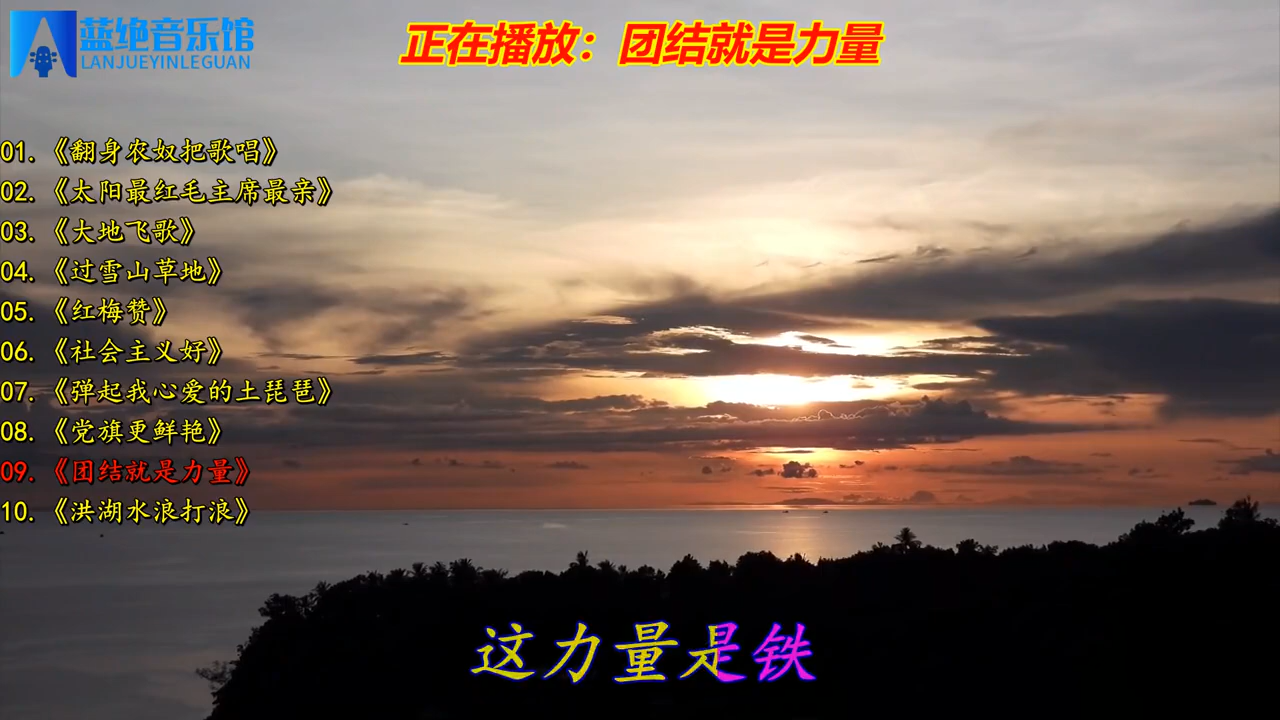 蓝绝音乐馆
LANJUEYINLEGUAN
正在播放：团结就是力量
01.《翻身农奴把歌唱》
02.《太阳最红毛主席最亲》
03.《大地飞歌》
04.《过雪山草地》
05.《红梅赞》
06.《社会主义好》
07.《弹起我心爱的土琵琶》
08.《党旗更鲜艳》
09.《团结就是力量》
10.《洪湖水浪打浪》
这力量是铁